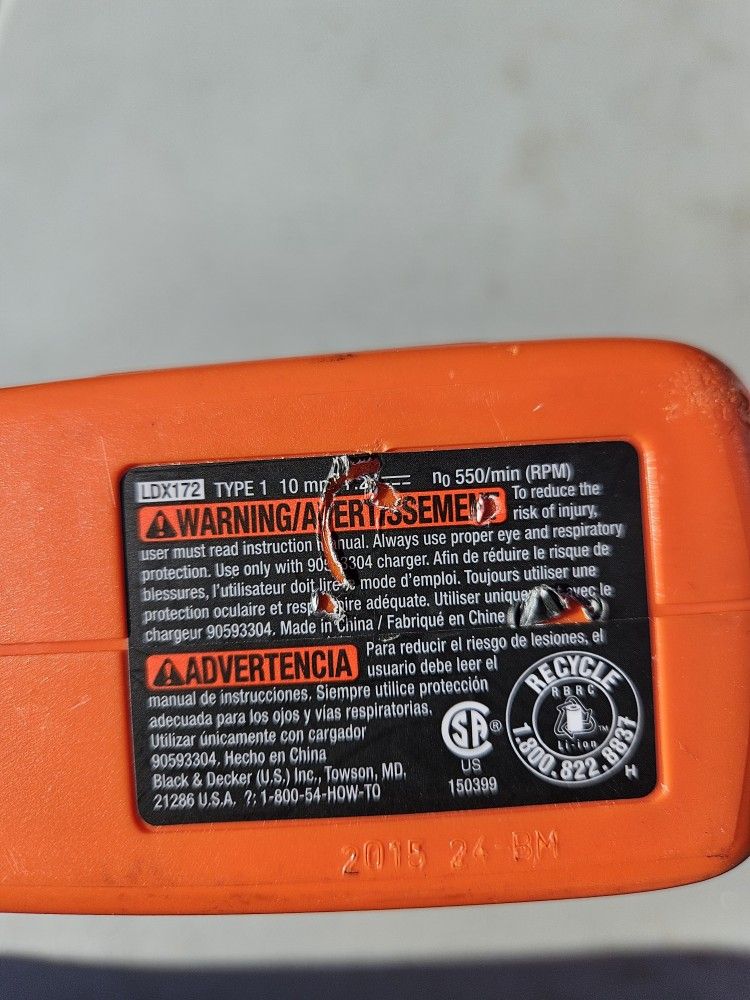 LDX172 TYPE 1 10 n0 550/min (RPM)
WARNING/ To reduce the
risk of injury,
user must read instruction Always use proper eye and respiratory
protection. Use only with charger. Afin de réduire le risque de
blessures, l'utilisateur doit lire mode d'emploi. Toujours utiliser une
protection oculaire et adéquate. Utiliser avec le
chargeur 90593304. Made in China / Fabriqué en Chine
ADVERTENCIA Para reducir el riesgo de lesiones, el
usuario debe leer el
manual de instrucciones. Siempre utilice protección
adecuada para los ojos y vías respiratorias.
Utilizar únicamente con cargador
90593304. Hecho en China
Black & Decker (U.S.) Inc., Towson, MD.
21286 U.S.A. ?: 1-800-54-HOW-TO
SA®
US
150399
RECYCLE
RBRC
TM
Li-ion
1.800.822.8837
H
2015 24-BM